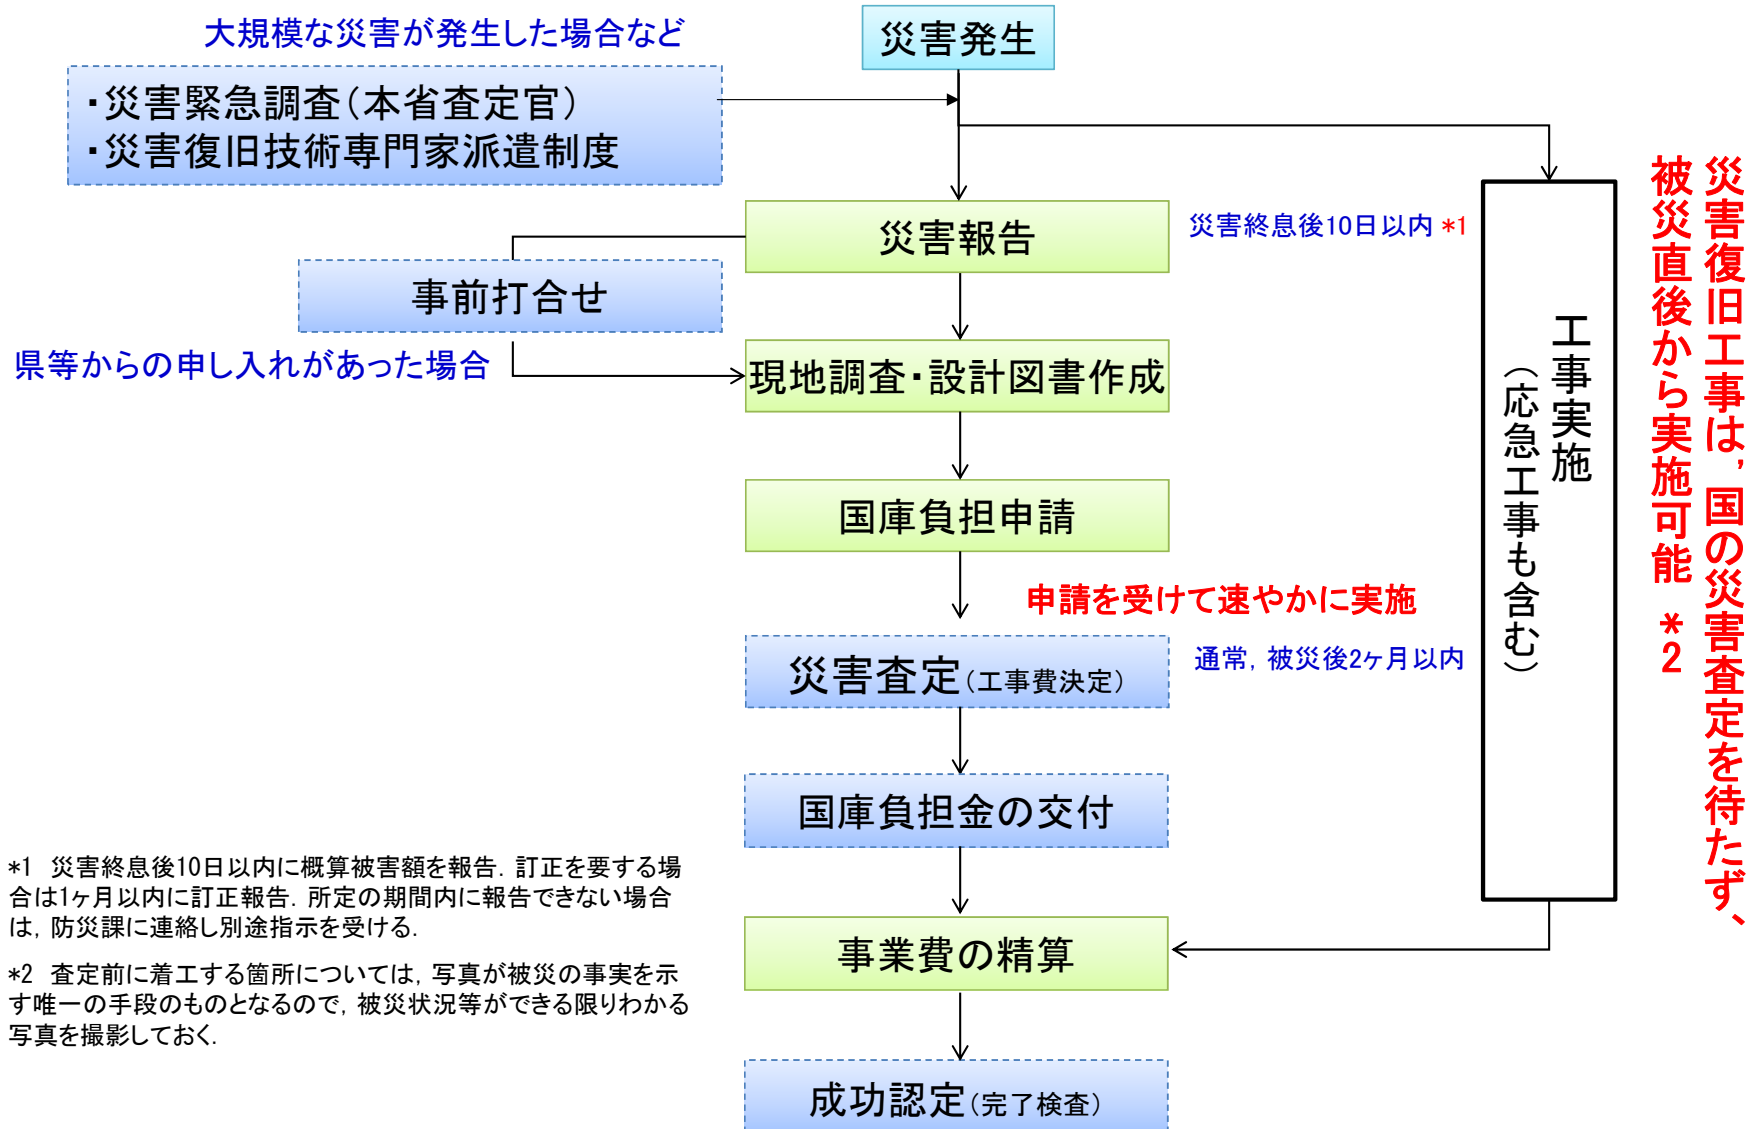 大規模な災害が発生した場合など
災害発生
・災害緊急調査(本省査定官)
・災害復旧技術専門家派遣制度
災害報告
災害終息後10日以内 *1
事前打合せ
県等からの申し入れがあった場合
現地調査・設計図書作成
国庫負担申請
申請を受けて速やかに実施
災害査定(工事費決定)
通常, 被災後2ヶ月以内
国庫負担金の交付
事業費の精算
成功認定(完了検査)
工事実施
(応急工事も含む)
災害復旧工事は, 国の災害査定を待たず、
被災直後から実施可能 *2
*1 災害終息後10日以内に概算被害額を報告. 訂正を要する場
合は1ヶ月以内に訂正報告. 所定の期間内に報告できない場合
は, 防災課に連絡し別途指示を受ける.
*2 査定前に着工する箇所については, 写真が被災の事実を示
す唯一の手段のものとなるので, 被災状況等ができる限りわかる
写真を撮影しておく.